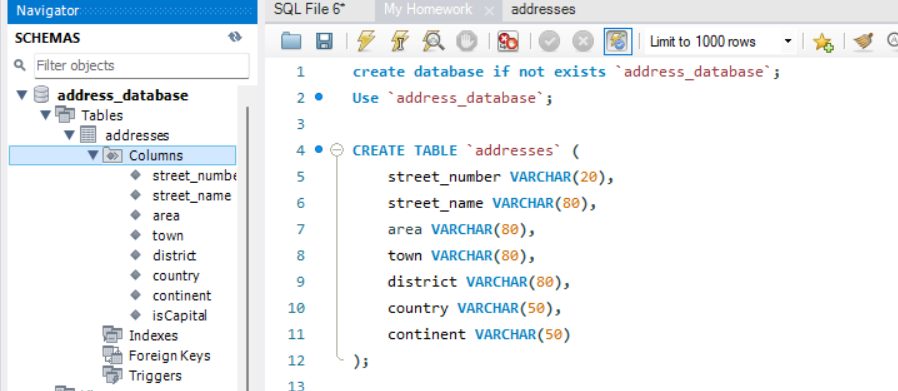 Navigator
SCHEMAS
Filter objects
address_database
Tables
addresses
Columns
street_numbe
street_name
area
town
district
country
continent
isCapital
Indexes
Foreign Keys
Triggers
SQL File 6*
My Homework
addresses
Limit to 1000 rows
1 create database if not exists `address_database`;
2 Use `address_database`;
3
4 CREATE TABLE `addresses` (
5 street_number VARCHAR(20),
6 street_name VARCHAR(80),
7 area VARCHAR(80),
8 town VARCHAR(80),
9 district VARCHAR(80),
10 country VARCHAR(50),
11 continent VARCHAR(50)
12 );
13